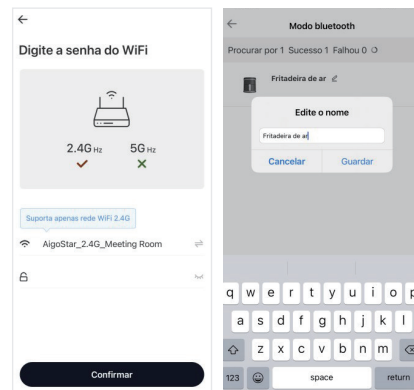 Digite a senha do WiFi
2.4G Hz 5G Hz
Suporta apenas rede WiFi 2.4G
AigoStar_2.4G_Meeting Room
Confirmar
Modo bluetooth
Procurar por 1 Sucesso 1 Falhou 0
Fritadeira de ar
Edite o nome
Fritadeira de ar
Cancelar Guardar
q w e r t y u i o p
a s d f g h j k l
z x c v b n m
123 space return